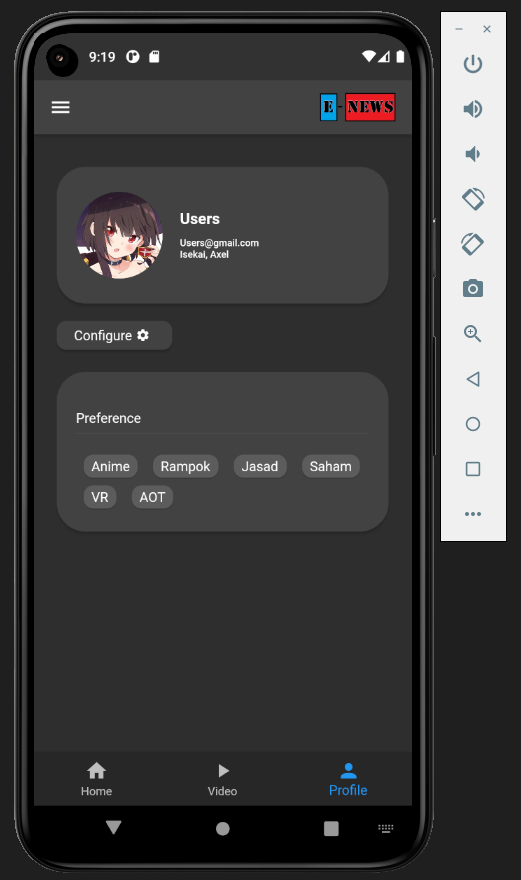 9:19
E - NEWS
Users
Users@gmail.com
Isekai, Axel
Configure
Preference
Anime Rampok Jasad Saham
VR AOT
Home Video Profile